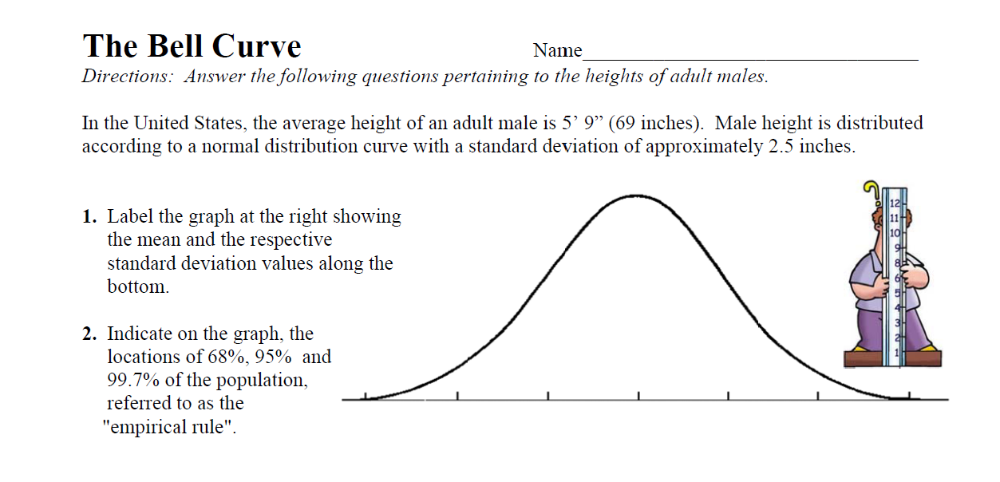 The Bell Curve Name
Directions: Answer the following questions pertaining to the heights of adult males.
In the United States, the average height of an adult male is 5’ 9” (69 inches). Male height is distributed
according to a normal distribution curve with a standard deviation of approximately 2.5 inches.
1. Label the graph at the right showing
the mean and the respective
standard deviation values along the
bottom.
2. Indicate on the graph, the
locations of 68%, 95% and
99.7% of the population,
referred to as the
"empirical rule".
?
12
11
10
9
8
6
5
4
3
2
1